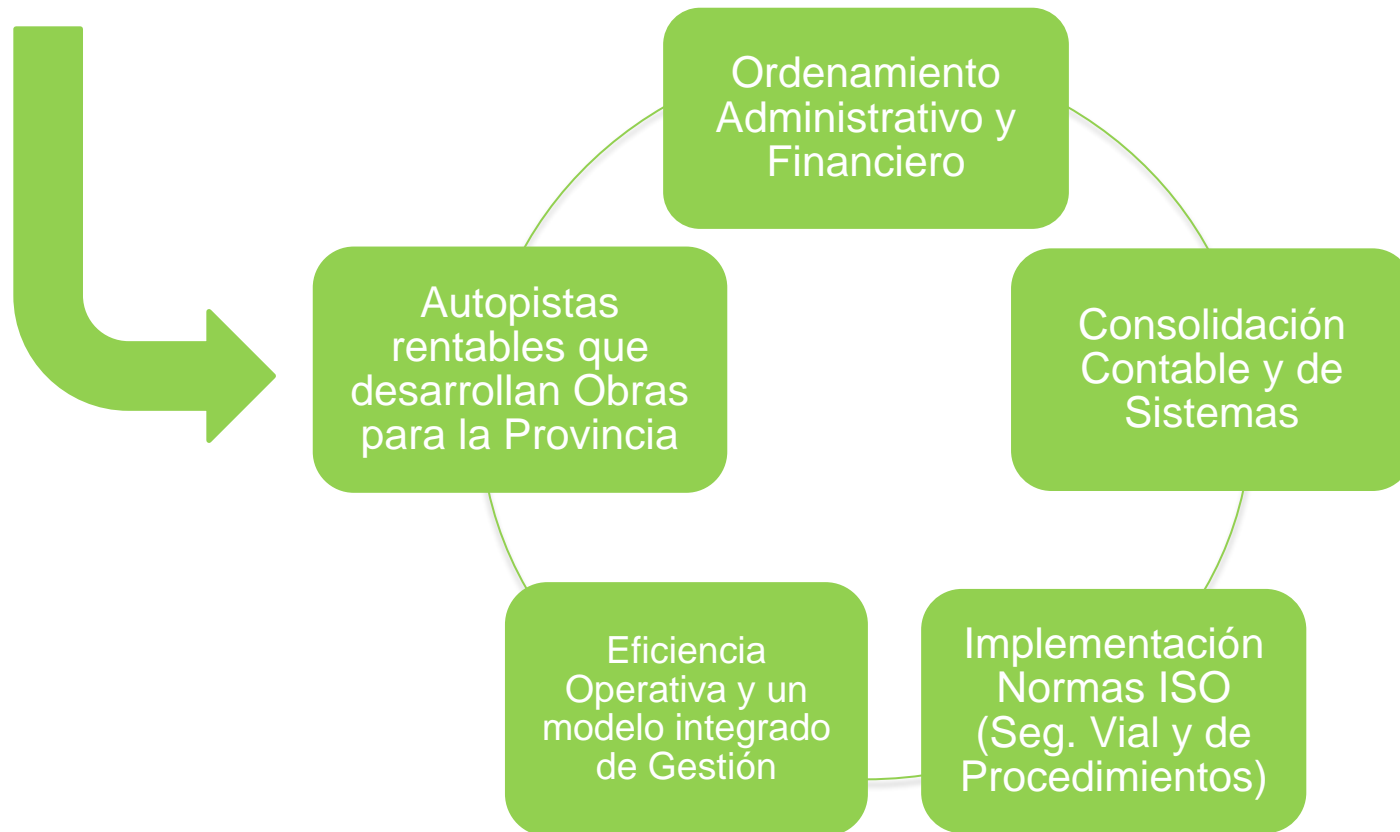 Ordenamiento
Administrativo y
Financiero
Consolidación
Contable y de
Sistemas
Implementación
Normas ISO
(Seg. Vial y de
Procedimientos)
Eficiencia
Operativa y un
modelo integrado
de Gestión
Autopistas
rentables que
desarrollan Obras
para la Provincia